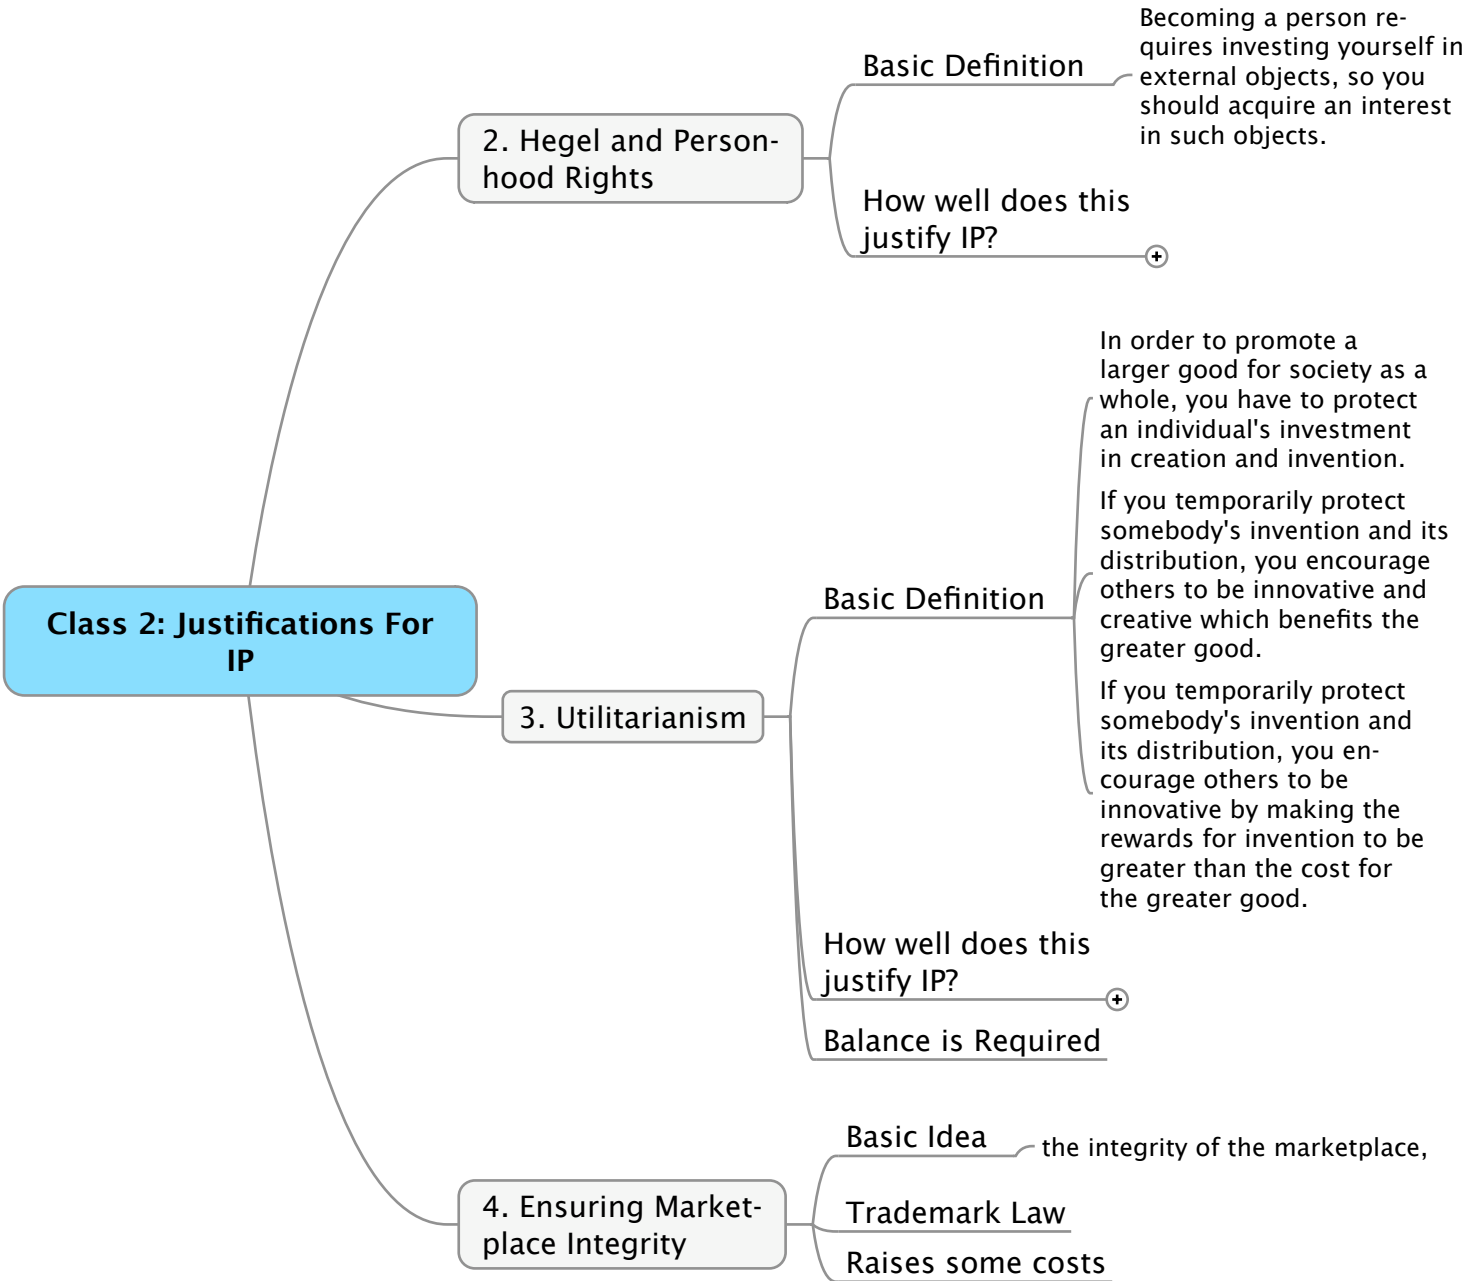 Class 2: Justifications For
IP
2. Hegel and Person-
hood Rights
Basic Definition
Becoming a person re-
quires investing yourself in
external objects, so you
should acquire an interest
in such objects.
How well does this
justify IP?
3. Utilitarianism
Basic Definition
In order to promote a
larger good for society as a
whole, you have to protect
an individual's investment
in creation and invention.
If you temporarily protect
somebody's invention and its
distribution, you encourage
others to be innovative and
creative which benefits the
greater good.
If you temporarily protect
somebody's invention and
its distribution, you en-
courage others to be
innovative by making the
rewards for invention to be
greater than the cost for
the greater good.
How well does this
justify IP?
Balance is Required
4. Ensuring Market-
place Integrity
Basic Idea
the integrity of the marketplace,
Trademark Law
Raises some costs